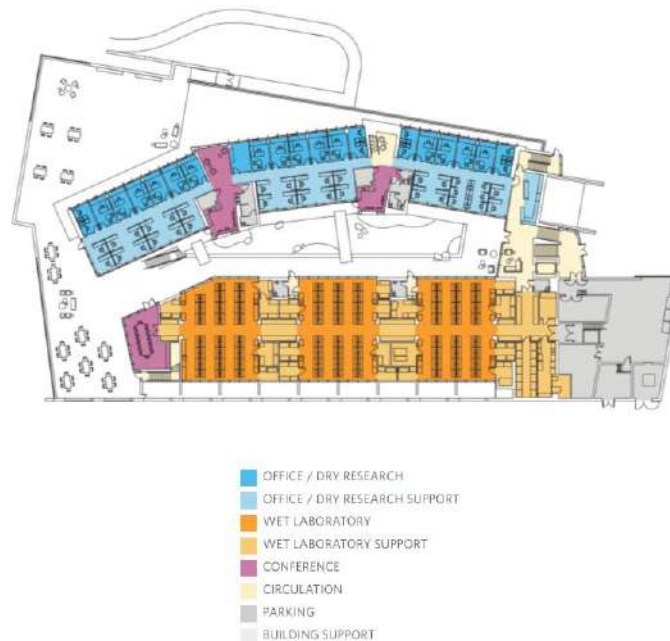 OFFICE / DRY RESEARCH
OFFICE / DRY RESEARCH SUPPORT
WET LABORATORY
WET LABORATORY SUPPORT
CONFERENCE
CIRCULATION
PARKING
BUILDING SUPPORT